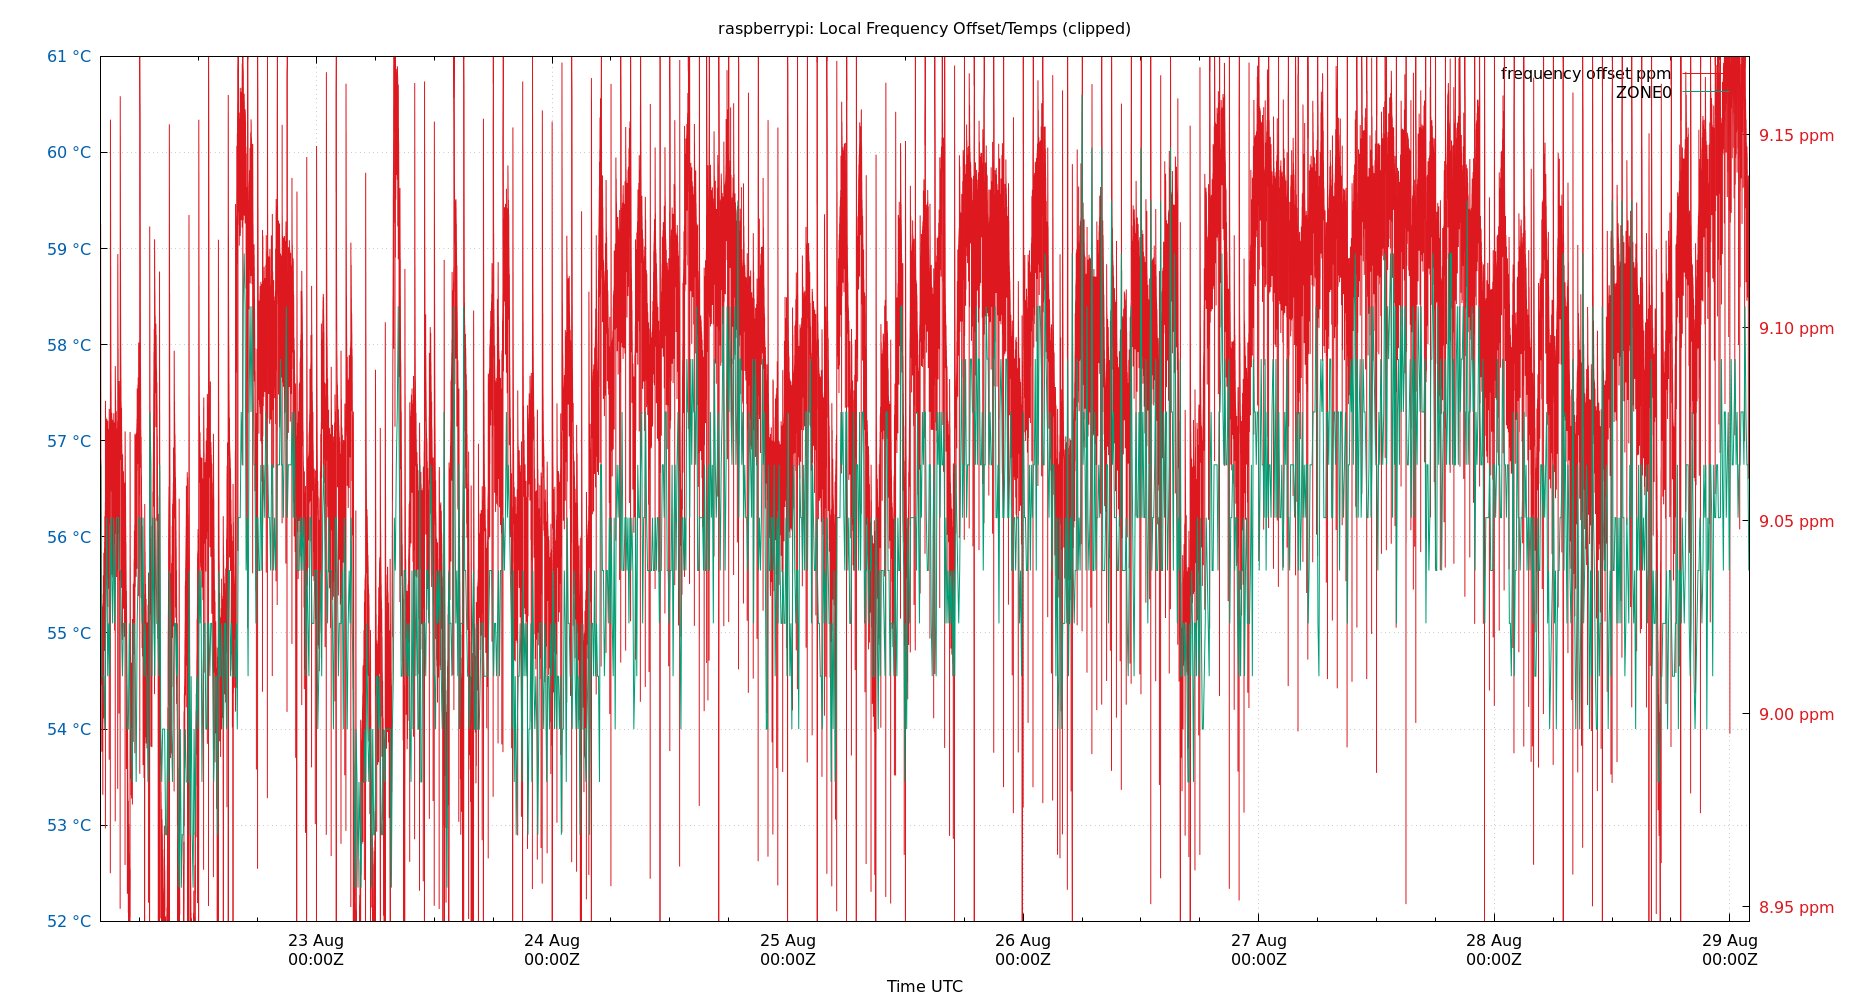 raspberrypi: Local Frequency Offset/Temps (clipped)
61 °C
60 °C
59 °C
58 °C
57 °C
56 °C
55 °C
54 °C
53 °C
52 °C
frequency offset ppm
ZONE0
9.15 ppm
9.10 ppm
9.05 ppm
9.00 ppm
8.95 ppm
23 Aug
00:00Z
24 Aug
00:00Z
25 Aug
00:00Z
26 Aug
00:00Z
27 Aug
00:00Z
28 Aug
00:00Z
29 Aug
00:00Z
Time UTC